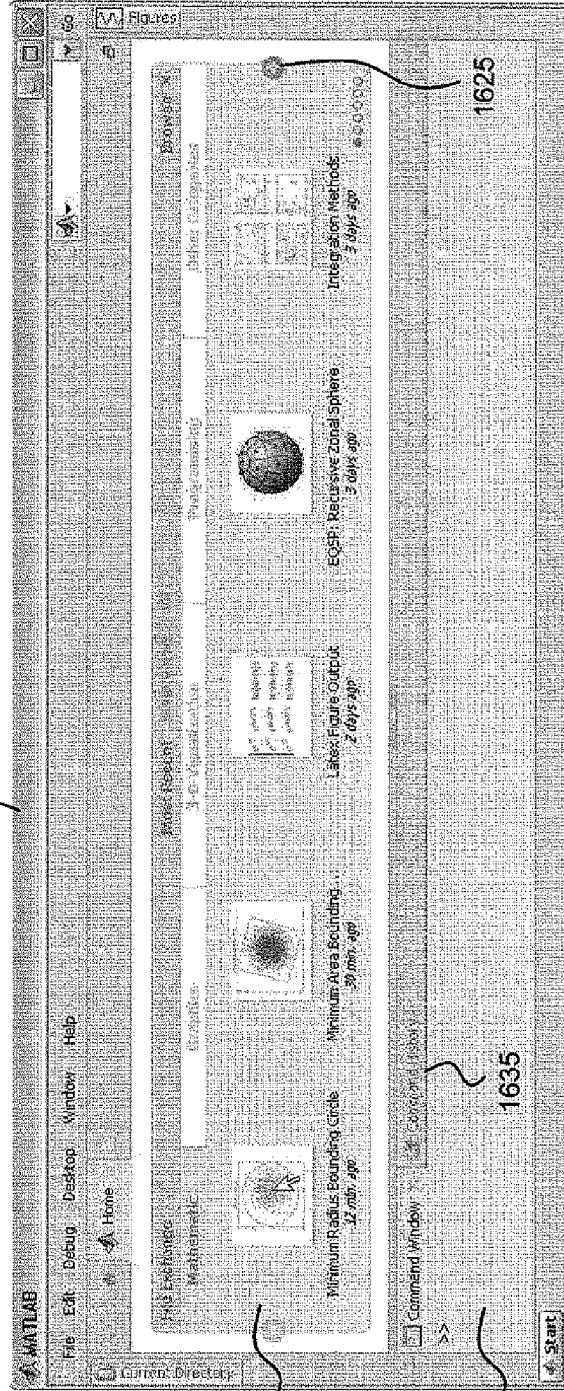 MATLAB
File Edit Debug Desktop Window Help
Go
Home
Current Directory
Figures
File Exchange
Most Recent
Mathematics
Graphics
3-D Visualization
Programming
Other Categories
Minimum Radius Bounding Circle
12 min ago
Minimum Area Bounding...
30 min ago
Latex Figure Output
2 days ago
EQSP: Recursive Zonal Sphere
3 days ago
Integration Methods
3 days ago
1625
Command Window
Command History
>>
1635
Start